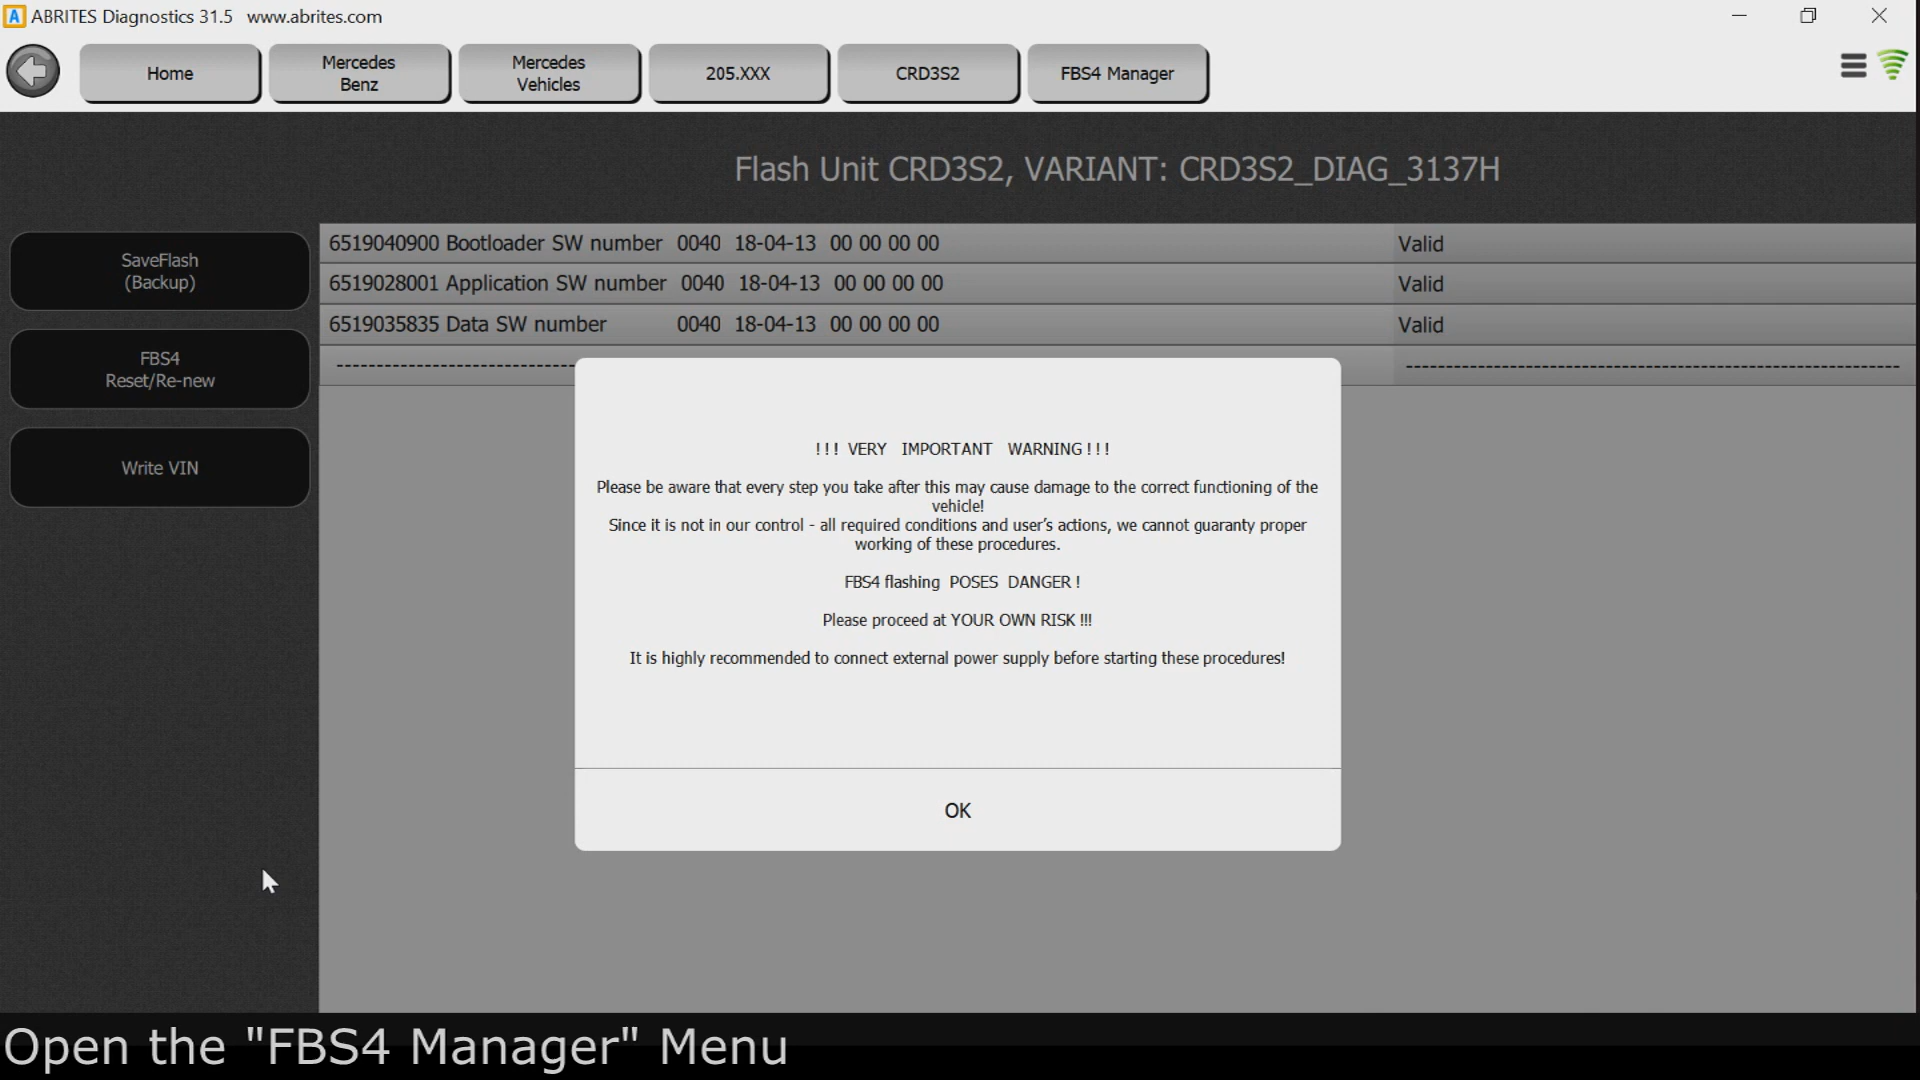 ABRITES Diagnostics 31.5 www.abrites.com
Home
Mercedes
Benz
Mercedes
Vehicles
205.XXX
CRD3S2
FBS4 Manager
Flash Unit CRD3S2, VARIANT: CRD3S2_DIAG_3137H
SaveFlash
(Backup)
FBS4
Reset/Re-new
Write VIN
6519040900 Bootloader SW number 0040 18-04-13 00 00 00 00 Valid
6519028001 Application SW number 0040 18-04-13 00 00 00 00 Valid
6519035835 Data SW number 0040 18-04-13 00 00 00 00 Valid
!!! VERY IMPORTANT WARNING!!!
Please be aware that every step you take after this may cause damage to the correct functioning of the
vehicle!
Since it is not in our control - all required conditions and user's actions, we cannot guaranty proper
working of these procedures.
FBS4 flashing POSES DANGER !
Please proceed at YOUR OWN RISK !!!
It is highly recommended to connect external power supply before starting these procedures!
OK
Open the "FBS4 Manager" Menu